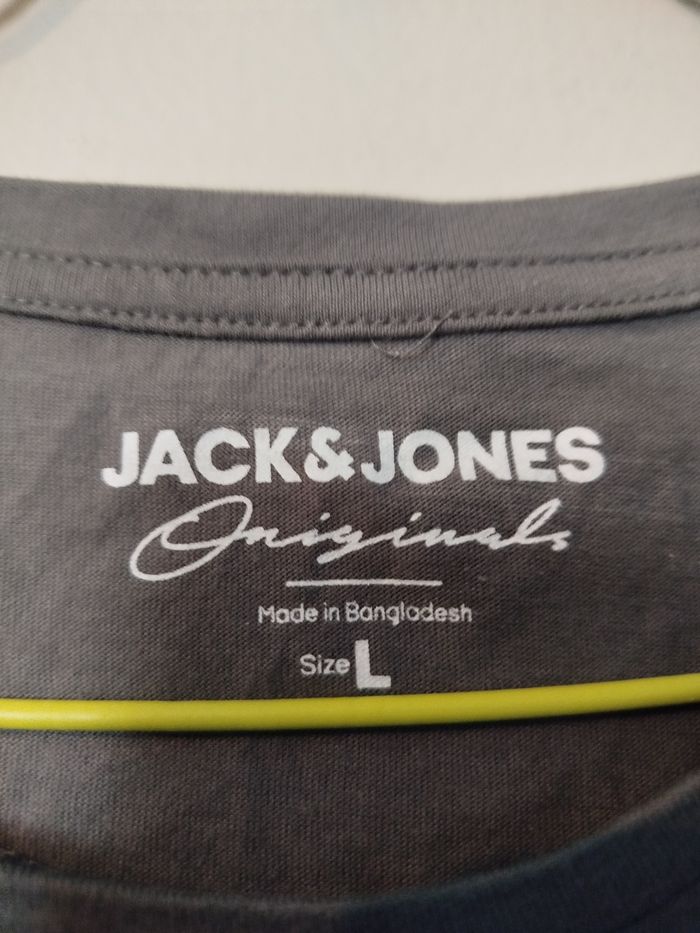 JACK&JONES
Originals
Made in Bangladesh
Size L